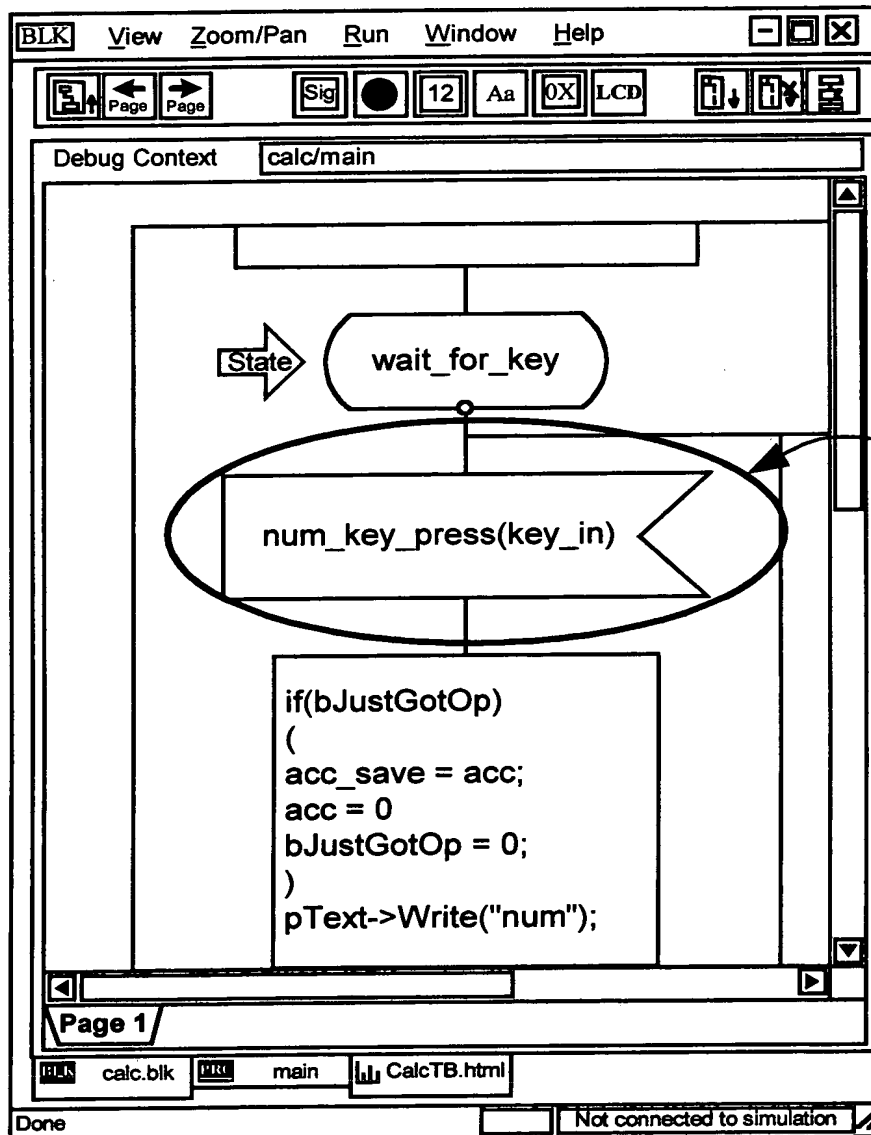 BLK View Zoom/Pan Run Window Help
Page Page Sig 12 Aa 0X LCD
Debug Context calc/main
State
wait_for_key
num_key_press(key_in)
if(bJustGotOp)
(
acc_save = acc;
acc = 0
bJustGotOp = 0;
)
pText->Write("num");
Page 1
BLK calc.blk PRC main CalcTB.html
Done Not connected to simulation